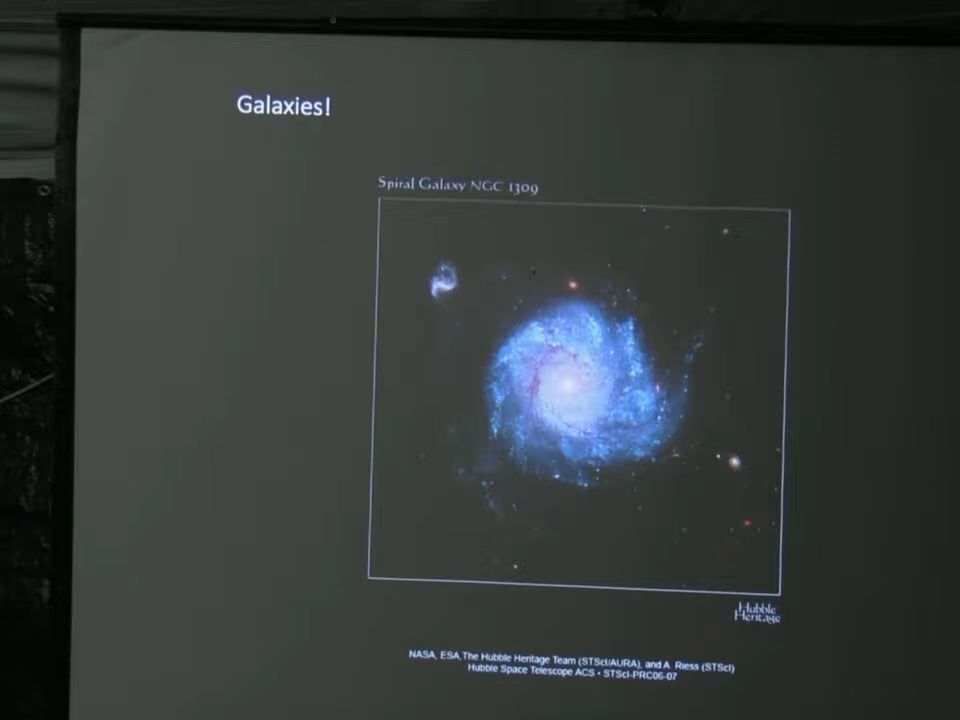 Galaxies!
Spiral Galaxy NGC 1309
Hubble
Heritage
NASA, ESA, The Hubble Heritage Team (STScI/AURA), and A. Riess (STScI)
Hubble Space Telescope ACS • STScI-PRC06-07